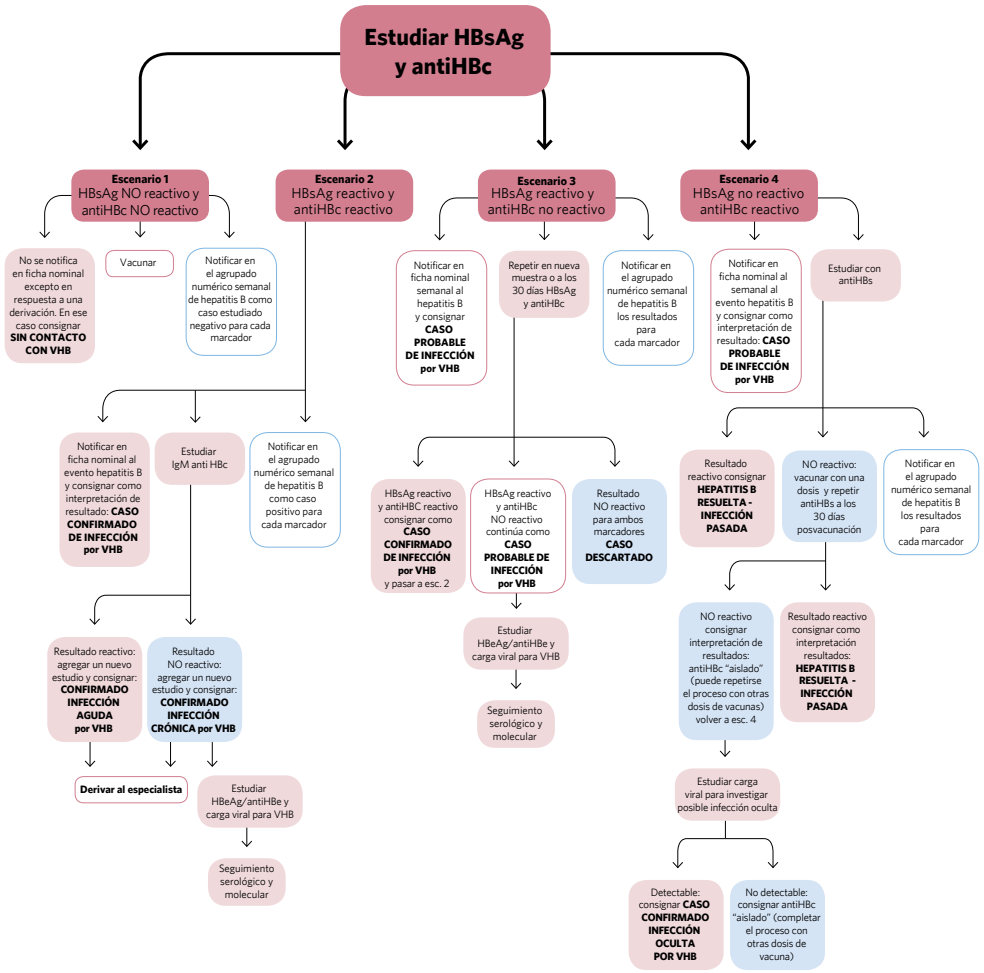 Estudiar HBsAg
y antiHBc
Escenario 1
HBsAg NO reactivo y
antiHBc NO reactivo
No se notifica
en ficha nominal
excepto en
respuesta a una
derivación. En ese
caso consignar
SIN CONTACTO
CON VHB
Vacunar
Notificar en
el agrupado
numérico semanal
de hepatitis B como
caso estudiado
negativo para cada
marcador
Escenario 2
HBsAg reactivo y
antiHBc reactivo
Notificar en
ficha nominal al
evento hepatitis B
y consignar como
interpretación de
resultado: CASO
CONFIRMADO
DE INFECCIÓN
por VHB
Estudiar
IgM anti HBc
Notificar en
el agrupado
numérico semanal
de hepatitis B
como caso
positivo para
cada marcador
Resultado reactivo:
agregar un nuevo
estudio y consignar:
CONFIRMADO
INFECCIÓN
AGUDA
por VHB
Resultado
NO reactivo:
agregar un nuevo
estudio y consignar:
CONFIRMADO
INFECCIÓN
CRÓNICA por VHB
Derivar al especialista
Estudiar
HBeAg/antiHBe y
carga viral para VHB
Seguimiento
serológico y
molecular
Escenario 3
HBsAg reactivo y
antiHBc no reactivo
Notificar en
ficha nominal
semanal al
hepatitis B
y consignar
CASO
PROBABLE
DE INFECCIÓN
por VHB
Repetir en nueva
muestra o a los
30 días HBsAg
y antiHBc
Notificar en
el agrupado
numérico semanal
de hepatitis B
los resultados
para
cada marcador
HBsAg reactivo
y antiHBC reactivo
consignar como
CASO
CONFIRMADO
DE INFECCIÓN
por VHB
y pasar a esc. 2
HBsAg reactivo
y antiHBc
NO reactivo
continúa como
CASO
PROBABLE DE
INFECCIÓN
por VHB
Resultado
NO reactivo
para ambos
marcadores
CASO
DESCARTADO
Estudiar
HBeAg/antiHBe y
carga viral para VHB
Seguimiento
serológico y
molecular
Escenario 4
HBsAg no reactivo
antiHBc reactivo
Notificar en
ficha nominal al
semanal al evento
hepatitis B
y consignar como
interpretación de
resultado: CASO
PROBABLE
DE INFECCIÓN
por VHB
Estudiar con
antiHBs
Resultado
reactivo consignar
HEPATITIS B
RESUELTA -
INFECCIÓN
PASADA
NO reactivo:
vacunar con una
dosis y repetir
antiHBs a los
30 días
posvacunación
Notificar en
el agrupado
numérico semanal
de hepatitis B
los resultados
para
cada marcador
NO reactivo
consignar
interpretación de
resultados:
antiHBc "aislado"
(puede repetirse
el proceso con otras
dosis de vacunas)
volver a esc. 4
Resultado reactivo
consignar como
interpretación
resultados:
HEPATITIS B
RESUELTA -
INFECCIÓN
PASADA
Estudiar carga
viral para investigar
posible infección oculta
Detectable:
consignar CASO
CONFIRMADO
INFECCIÓN
OCULTA
POR VHB
No detectable:
consignar antiHBc
"aislado" (completar
el proceso con
otras dosis de
vacuna)